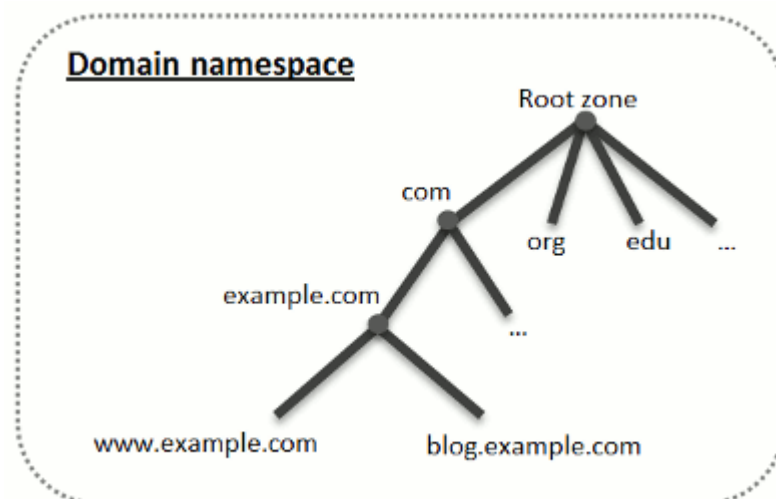 Domain namespace
Root zone
com
org
edu
...
example.com
...
www.example.com
blog.example.com